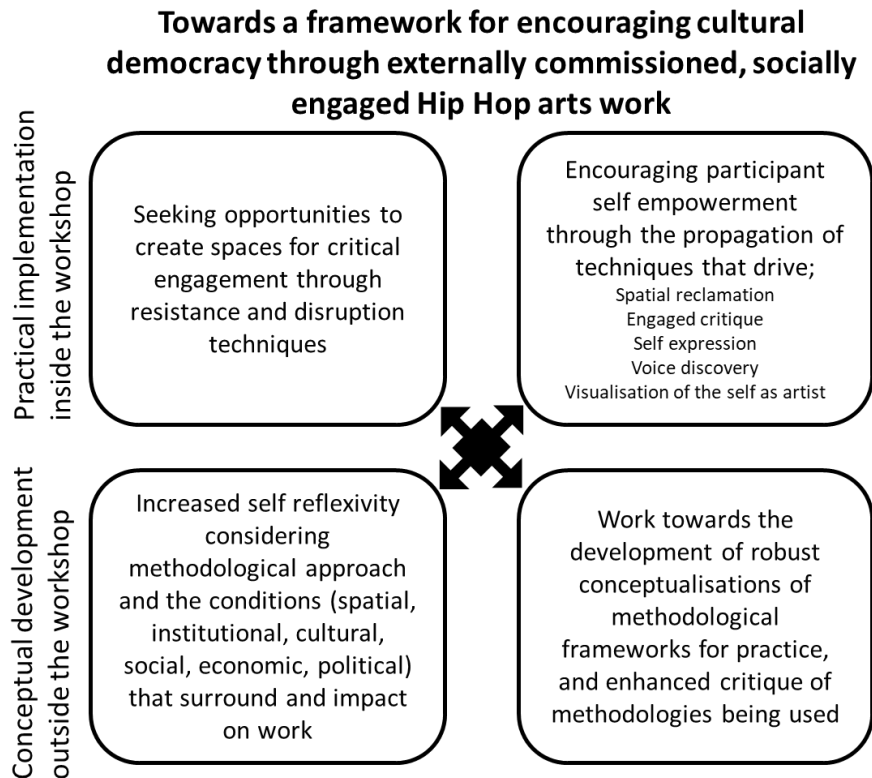 Towards a framework for encouraging cultural
democracy through externally commissioned, socially
engaged Hip Hop arts work
Practical implementation
inside the workshop
Seeking opportunities to
create spaces for critical
engagement through
resistance and disruption
techniques
Encouraging participant
self empowerment
through the propagation of
techniques that drive;
Spatial reclamation
Engaged critique
Self expression
Voice discovery
Visualisation of the self as artist
Conceptual development
outside the workshop
Increased self reflexivity
considering
methodological approach
and the conditions (spatial,
institutional, cultural,
social, economic, political)
that surround and impact
on work
Work towards the
development of robust
conceptualisations of
methodological
frameworks for practice,
and enhanced critique of
methodologies being used